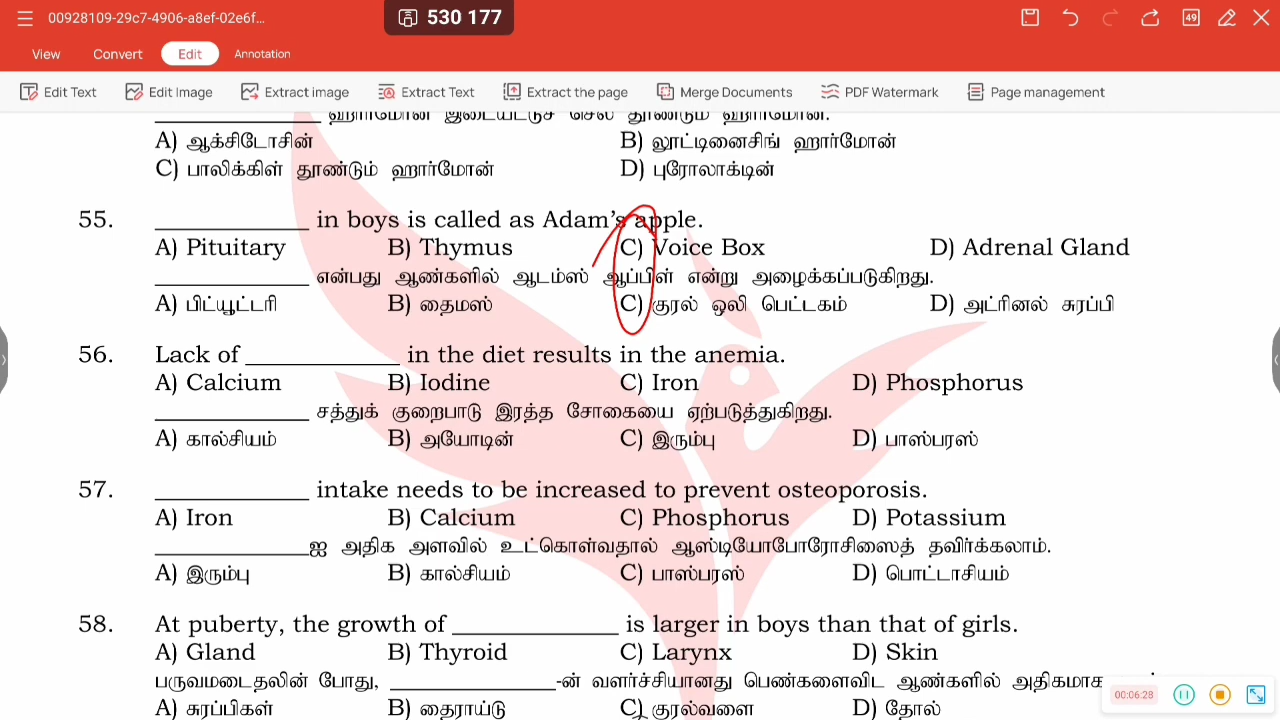 00928109-29c7-4906-a8ef-02e6f...
530 177
49
View Convert Edit Annotation
Edit Text Edit Image Extract image Extract Text Extract the page Merge Documents PDF Watermark Page management
____________ ஹார்மோன் இடையீட்டுச் செல் தூண்டும் ஹார்மோன்.
A) ஆக்சிடோசின் B) லூட்டினைசிங் ஹார்மோன்
C) பாலிக்கிள் தூண்டும் ஹார்மோன் D) புரோலாக்டின்
55. ____________ in boys is called as Adam's apple.
A) Pituitary B) Thymus C) Voice Box D) Adrenal Gland
____________ என்பது ஆண்களில் ஆடம்ஸ் ஆப்பிள் என்று அழைக்கப்படுகிறது.
A) பிட்யூட்டரி B) தைமஸ் C) குரல் ஒலி பெட்டகம் D) அட்ரினல் சுரப்பி
56. Lack of ____________ in the diet results in the anemia.
A) Calcium B) Iodine C) Iron D) Phosphorus
____________ சத்துக் குறைபாடு இரத்த சோகையை ஏற்படுத்துகிறது.
A) கால்சியம் B) அயோடின் C) இரும்பு D) பாஸ்பரஸ்
57. ____________ intake needs to be increased to prevent osteoporosis.
A) Iron B) Calcium C) Phosphorus D) Potassium
____________ஐ அதிக அளவில் உட்கொள்வதால் ஆஸ்டியோபோரோசிஸைத் தவிர்க்கலாம்.
A) இரும்பு B) கால்சியம் C) பாஸ்பரஸ் D) பொட்டாசியம்
58. At puberty, the growth of ____________ is larger in boys than that of girls.
A) Gland B) Thyroid C) Larynx D) Skin
பருவமடைதலின் போது, ____________-ன் வளர்ச்சியானது பெண்களைவிட ஆண்களில் அதிகமாக
A) சுரப்பிகள் B) தைராய்டு C) குரல்வளை D) தோல்
00:06:28